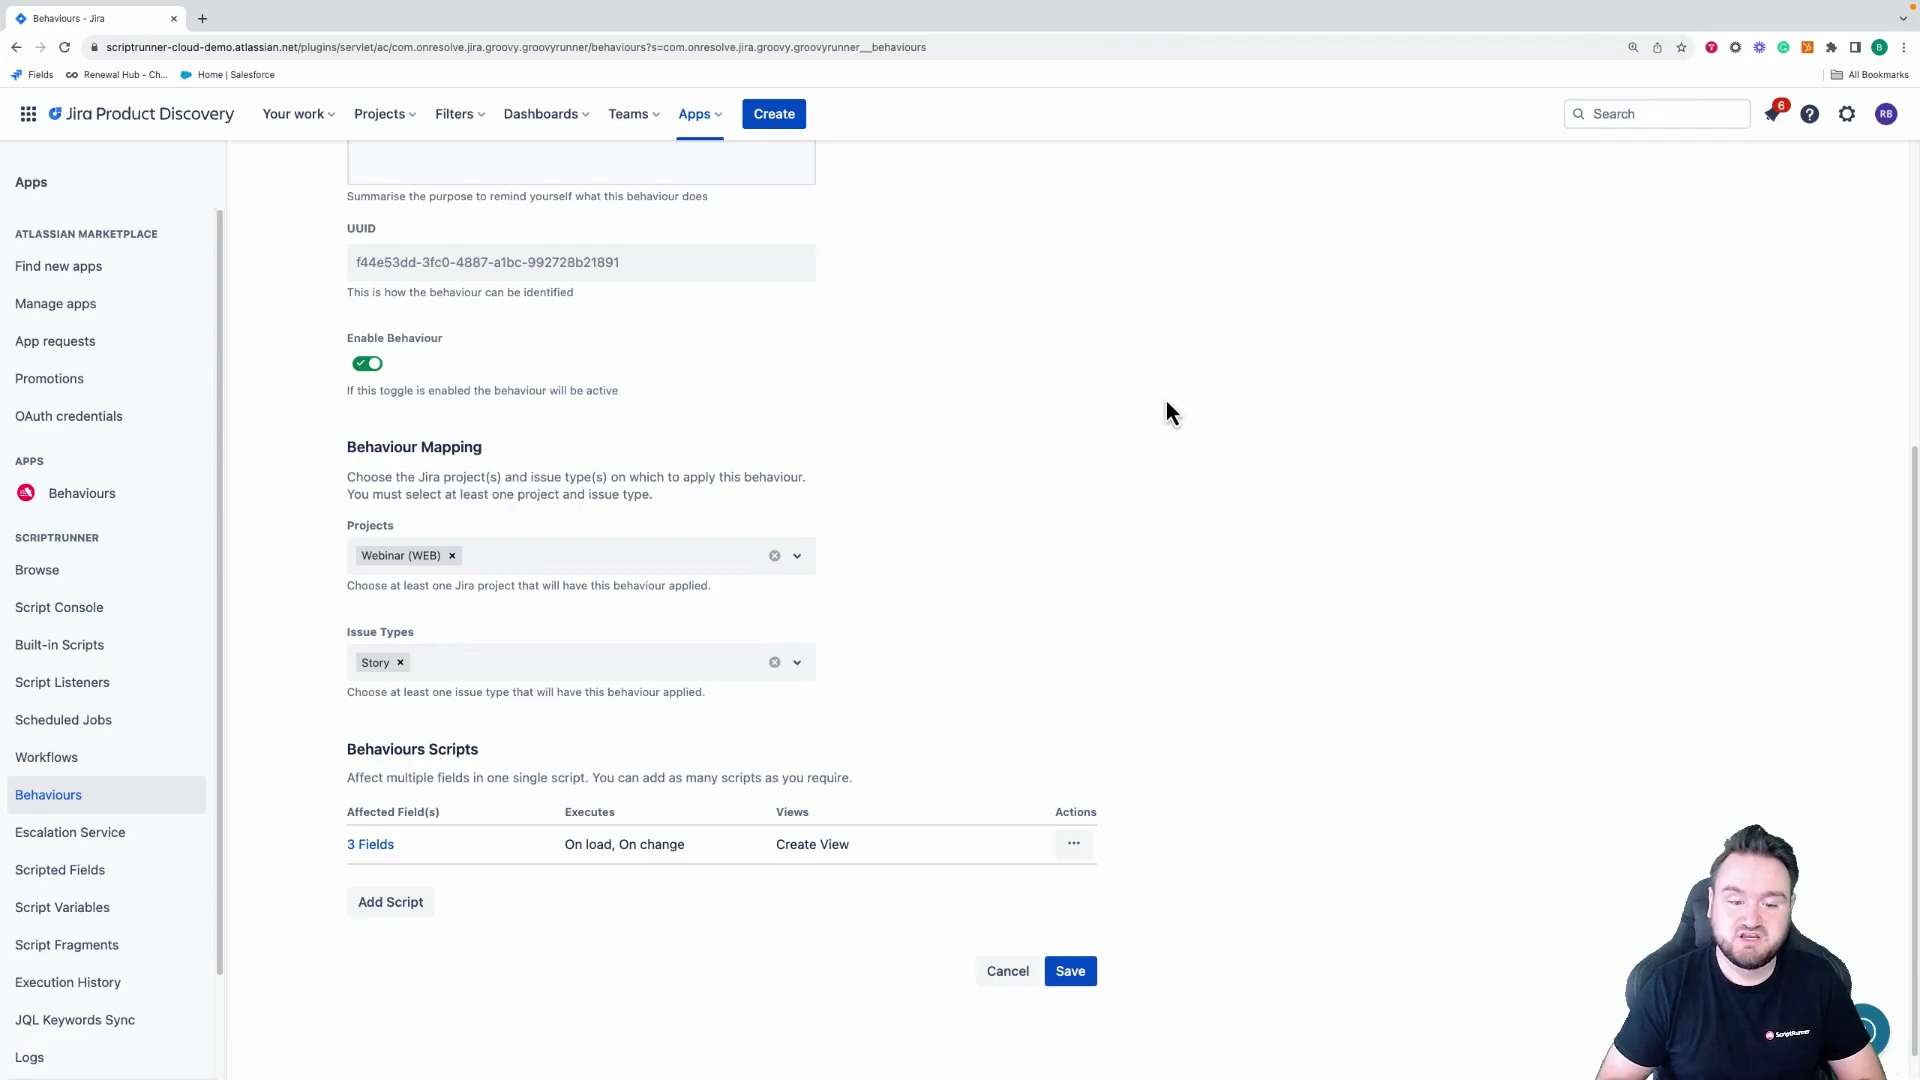 Behaviours - Jira
scriptrunner-cloud-demo.atlassian.net/plugins/servlet/ac/com.onresolve.jira.groovy.groovyrunner/behaviours?s=com.onresolve.jira.groovy.groovyrunner__behaviours
B
Fields
Renewal Hub - Ch...
Home | Salesforce
All Bookmarks
Jira Product Discovery
Your work
Projects
Filters
Dashboards
Teams
Apps
Create
Search
6
RB
Apps
ATLASSIAN MARKETPLACE
Find new apps
Manage apps
App requests
Promotions
OAuth credentials
APPS
Behaviours
SCRIPTRUNNER
Browse
Script Console
Built-in Scripts
Script Listeners
Scheduled Jobs
Workflows
Behaviours
Escalation Service
Scripted Fields
Script Variables
Script Fragments
Execution History
JQL Keywords Sync
Logs
Summarise the purpose to remind yourself what this behaviour does
UUID
f44e53dd-3fc0-4887-a1bc-992728b21891
This is how the behaviour can be identified
Enable Behaviour
If this toggle is enabled the behaviour will be active
Behaviour Mapping
Choose the Jira project(s) and issue type(s) on which to apply this behaviour.
You must select at least one project and issue type.
Projects
Webinar (WEB)
Choose at least one Jira project that will have this behaviour applied.
Issue Types
Story
Choose at least one issue type that will have this behaviour applied.
Behaviours Scripts
Affect multiple fields in one single script. You can add as many scripts as you require.
Affected Field(s) Executes Views Actions
3 Fields On load, On change Create View
Add Script
Cancel
Save
ScriptRunner